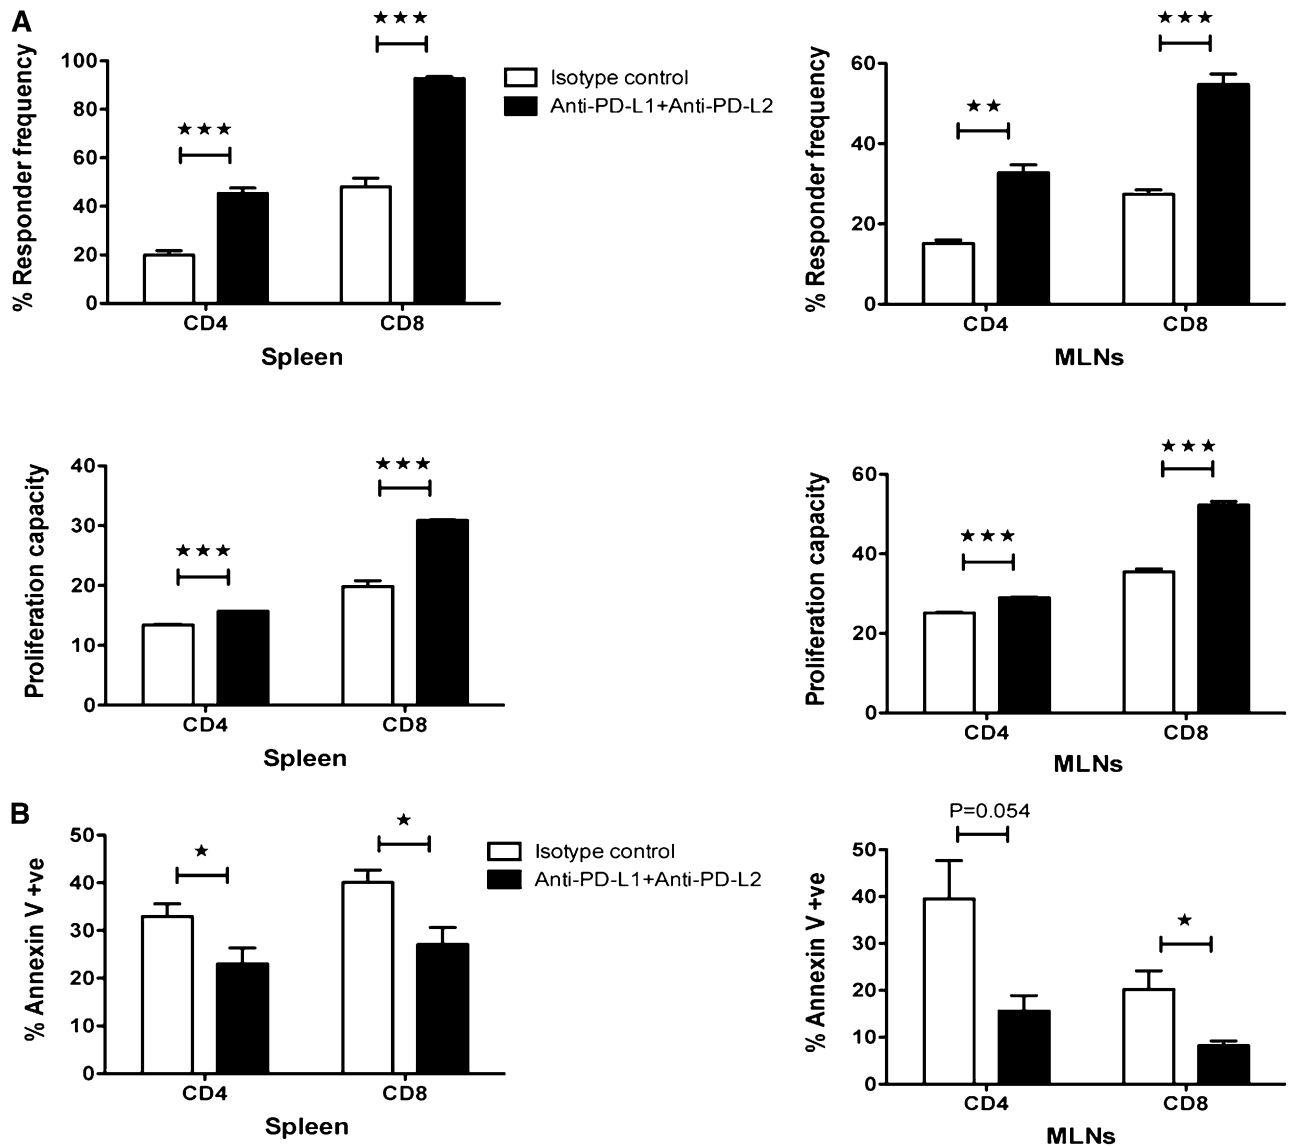 A
★★★
★★★
% Responder frequency
100
80
60
40
20
0
CD4
CD8
Spleen
Isotype control
Anti-PD-L1+Anti-PD-L2
★★
★★★
% Responder frequency
60
40
20
0
CD4
CD8
MLNs
★★★
★★★
Proliferation capacity
40
30
20
10
0
CD4
CD8
Spleen
★★★
★★★
Proliferation capacity
60
40
20
0
CD4
CD8
MLNs
B
★
★
% Annexin V +ve
50
40
30
20
10
0
CD4
CD8
Spleen
Isotype control
Anti-PD-L1+Anti-PD-L2
P=0.054
★
% Annexin V +ve
50
40
30
20
10
0
CD4
CD8
MLNs